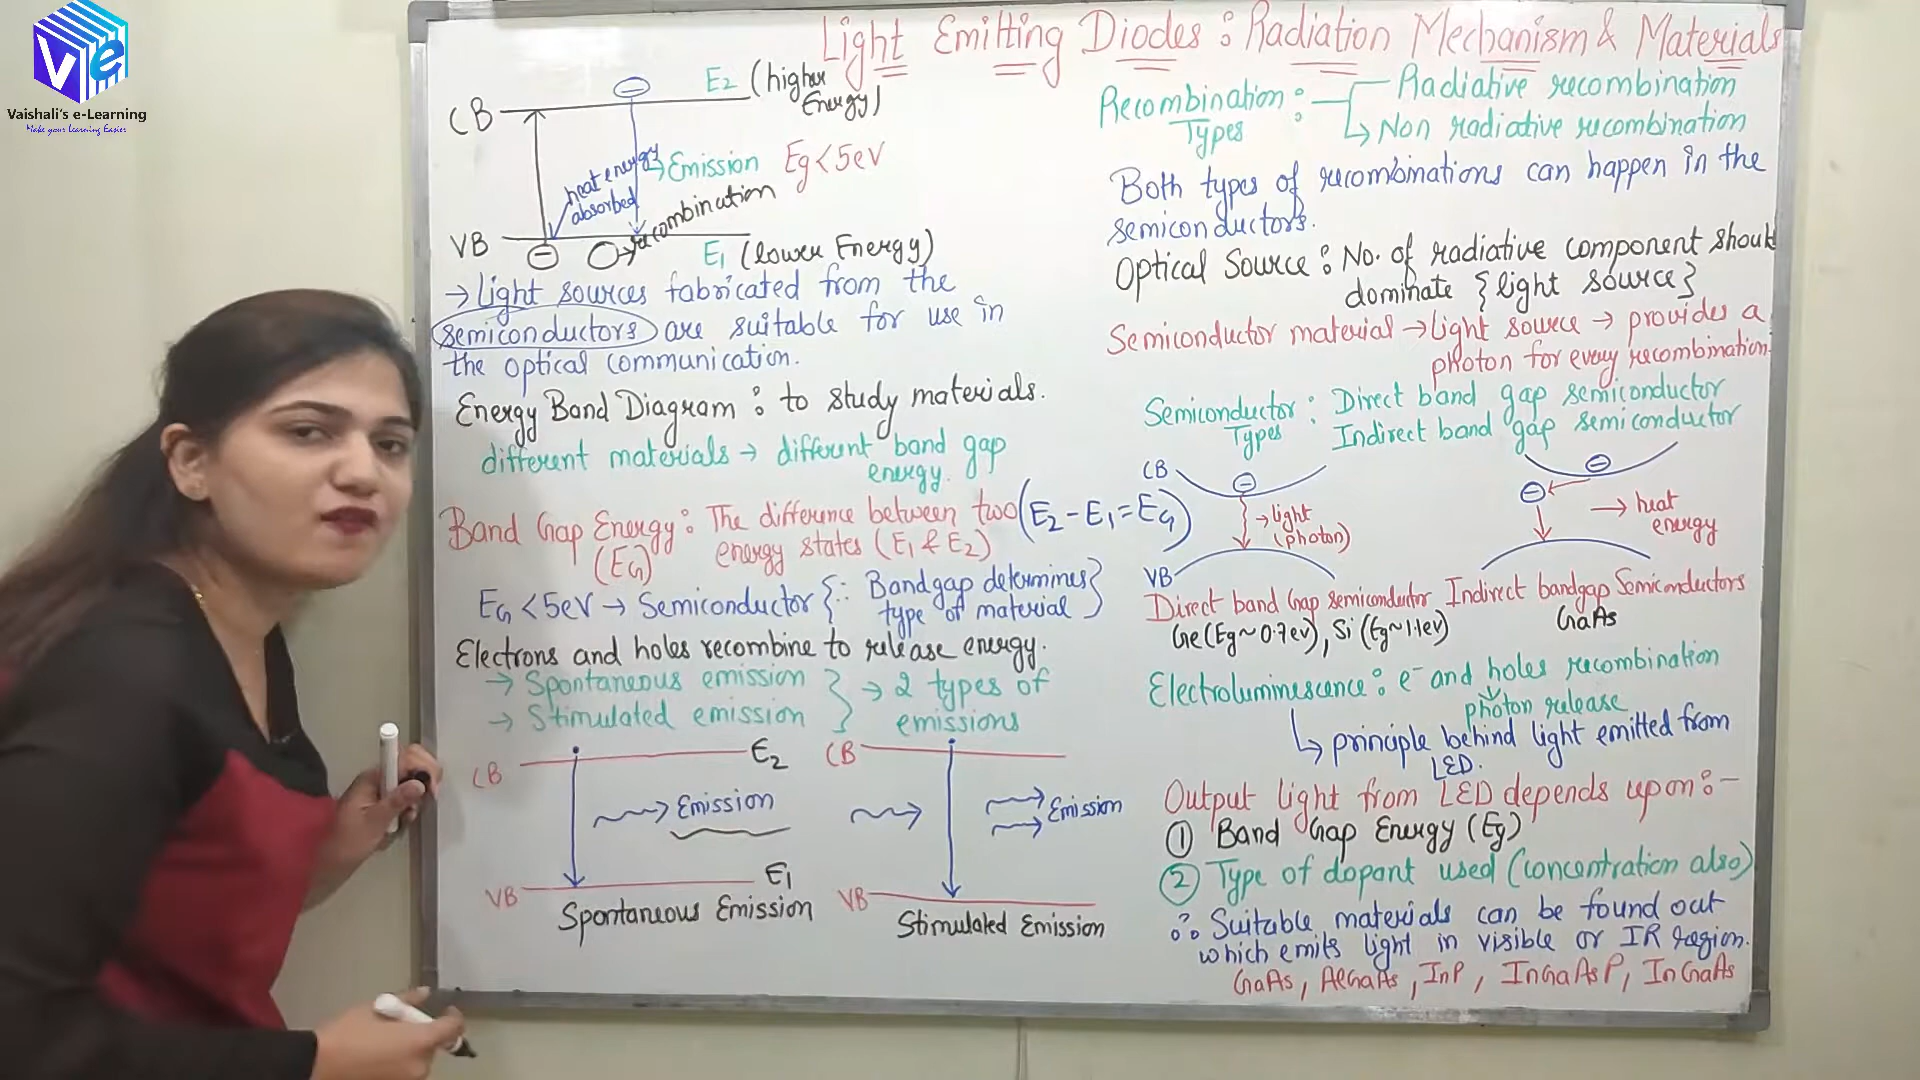 Ve
Vaishali's e-Learning
Make your Learning Easier
Light Emitting Diodes : Radiation Mechanism & Materials
CB
E2 (higher
Energy)
heat energy
absorbed
Emission Eg < 5eV
recombination
VB
E1 (lower Energy)
→ Light sources fabricated from the
semiconductors are suitable for use in
the optical communication.
Energy Band Diagram : to study materials.
different materials → different band gap
energy.
Band Gap Energy : The difference between two (E2 - E1 = EG)
(EG) energy states (E1 & E2)
EG < 5eV → Semiconductor {∵ Bandgap determines
type of material}
Electrons and holes recombine to release energy.
→ Spontaneous emission } → 2 types of
→ Stimulated emission } emissions
CB E2
Emission
VB E1
Spontaneous Emission
CB
Emission
VB
Stimulated Emission
Recombination : Radiative recombination
Types → Non radiative recombination
Both types of recombinations can happen in the
semiconductors.
Optical Source : No. of radiative component should
dominate {light source}
Semiconductor material → light source → provides a
photon for every recombination.
Semiconductor : Direct band gap semiconductor
Types Indirect band gap semiconductor
CB
→ light
(photon)
VB
→ heat
energy
Direct band Gap semiconductor
Ge (Eg ~ 0.7ev), Si (Eg ~ 1.1ev)
Indirect bandgap Semiconductors
GaAs
Electroluminescence : e- and holes recombination
photon release
↳ principle behind light emitted from
LED.
Output light from LED depends upon :-
① Band Gap Energy (Eg)
② Type of dopant used (concentration also)
∴ Suitable materials can be found out
which emits light in visible or IR region.
GaAs, AlGaAs, InP, InGaAsP, InGaAs